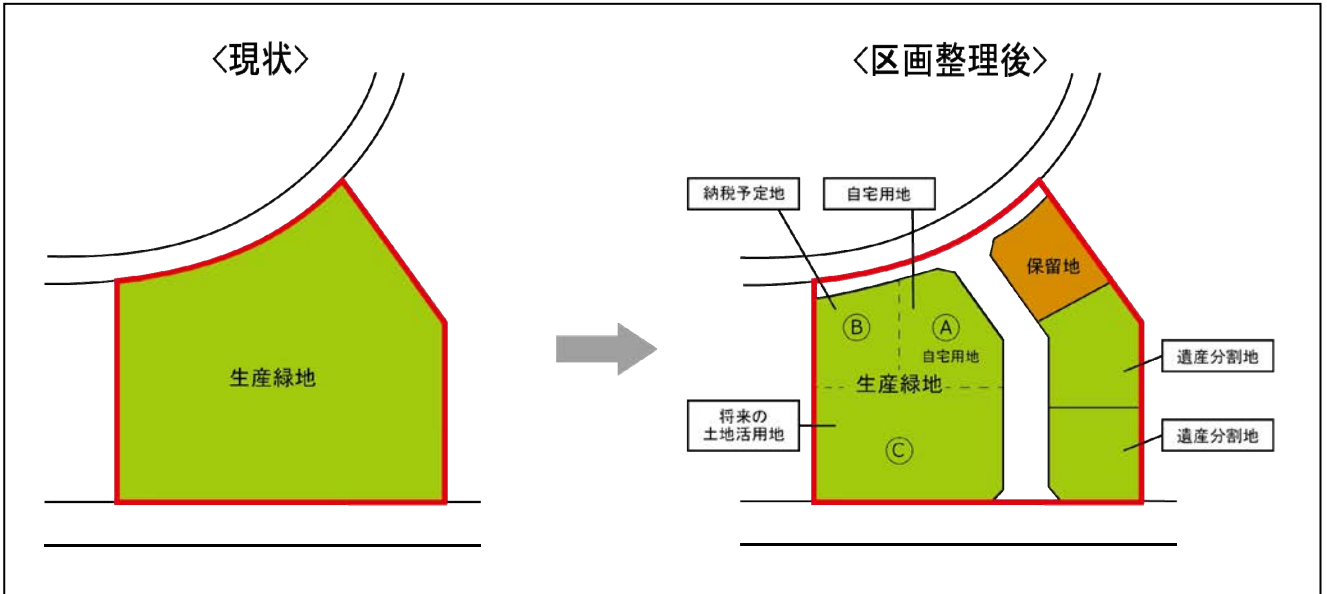 〈現状〉
生産緑地
〈区画整理後〉
納税予定地
自宅用地
保留地
Ⓑ
Ⓐ
自宅用地
生産緑地
遺産分割地
将来の
土地活用地
遺産分割地
Ⓒ